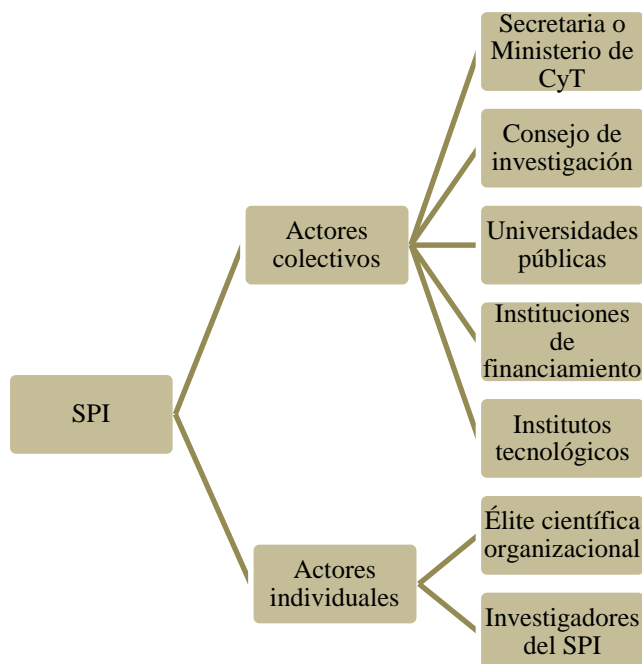 Secretaria o
Ministerio de
CyT
Consejo de
investigación
Actores
colectivos
Universidades
públicas
Instituciones
de
financiamiento
SPI
Institutos
tecnológicos
Élite científica
organizacional
Actores
individuales
Investigadores
del SPI